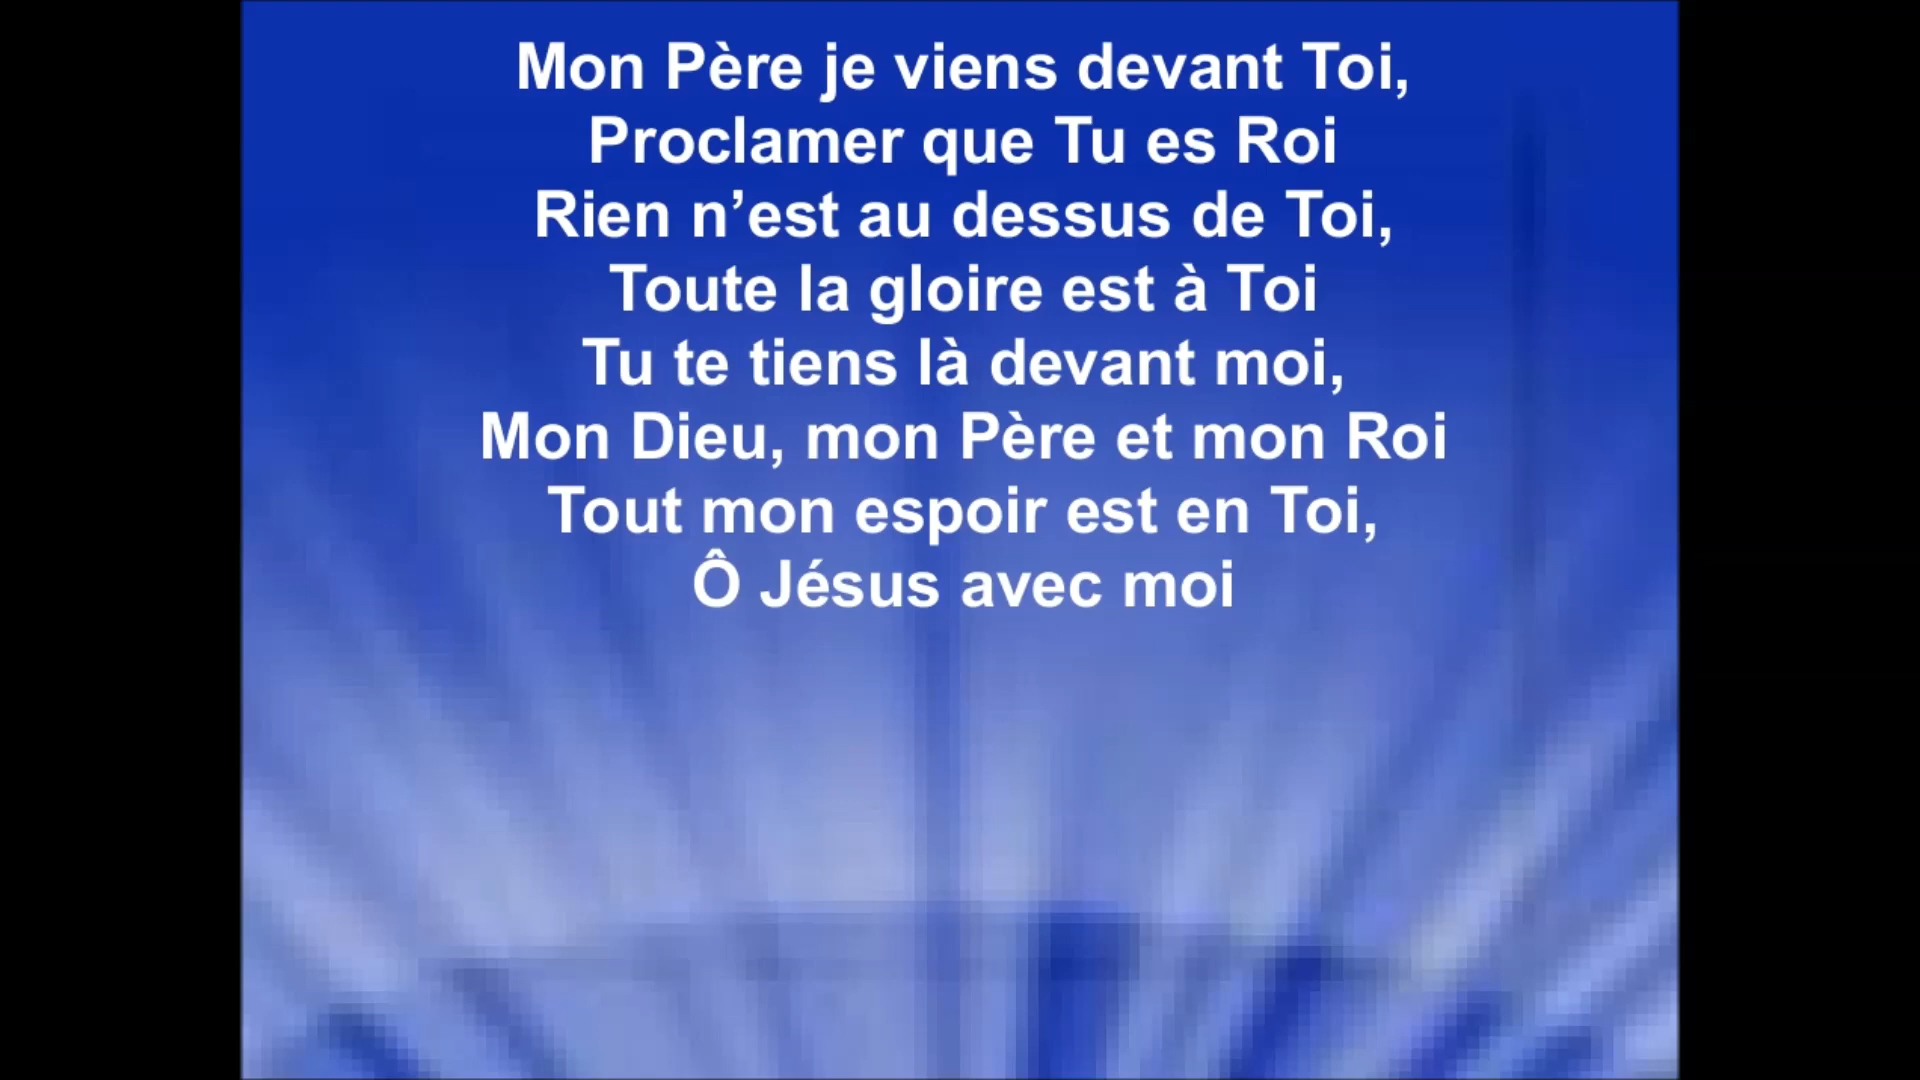 Mon Père je viens devant Toi,
Proclamer que Tu es Roi
Rien n’est au dessus de Toi,
Toute la gloire est à Toi
Tu te tiens là devant moi,
Mon Dieu, mon Père et mon Roi
Tout mon espoir est en Toi,
Ô Jésus avec moi